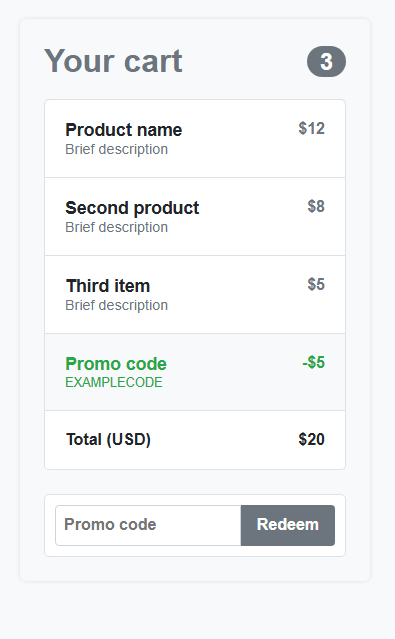 Your cart 3
Product name $12
Brief description
Second product $8
Brief description
Third item $5
Brief description
Promo code -$5
EXAMPLECODE
Total (USD) $20
Promo code Redeem